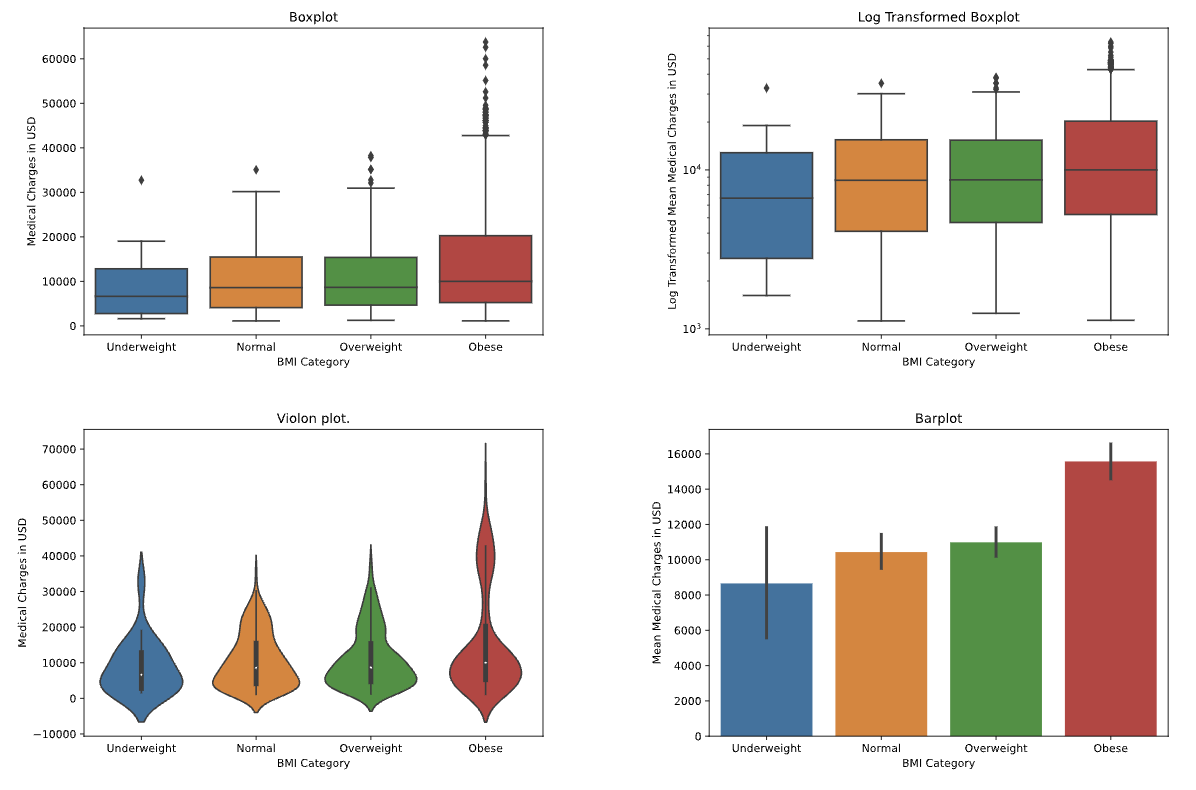 Boxplot
Medical Charges in USD
60000
50000
40000
30000
20000
10000
0
Underweight Normal Overweight Obese
BMI Category
Log Transformed Boxplot
Log Transformed Mean Medical Charges in USD
10⁴
10³
Underweight Normal Overweight Obese
BMI Category
Violon plot.
Medical Charges in USD
70000
60000
50000
40000
30000
20000
10000
0
−10000
Underweight Normal Overweight Obese
BMI Category
Barplot
Mean Medical Charges in USD
16000
14000
12000
10000
8000
6000
4000
2000
0
Underweight Normal Overweight Obese
BMI Category